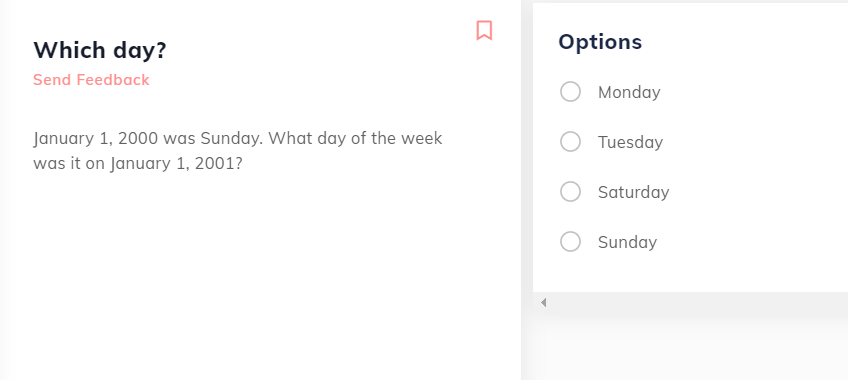 Which day?
Send Feedback
January 1, 2000 was Sunday. What day of the week
was it on January 1, 2001?
Options
Monday
Tuesday
Saturday
Sunday